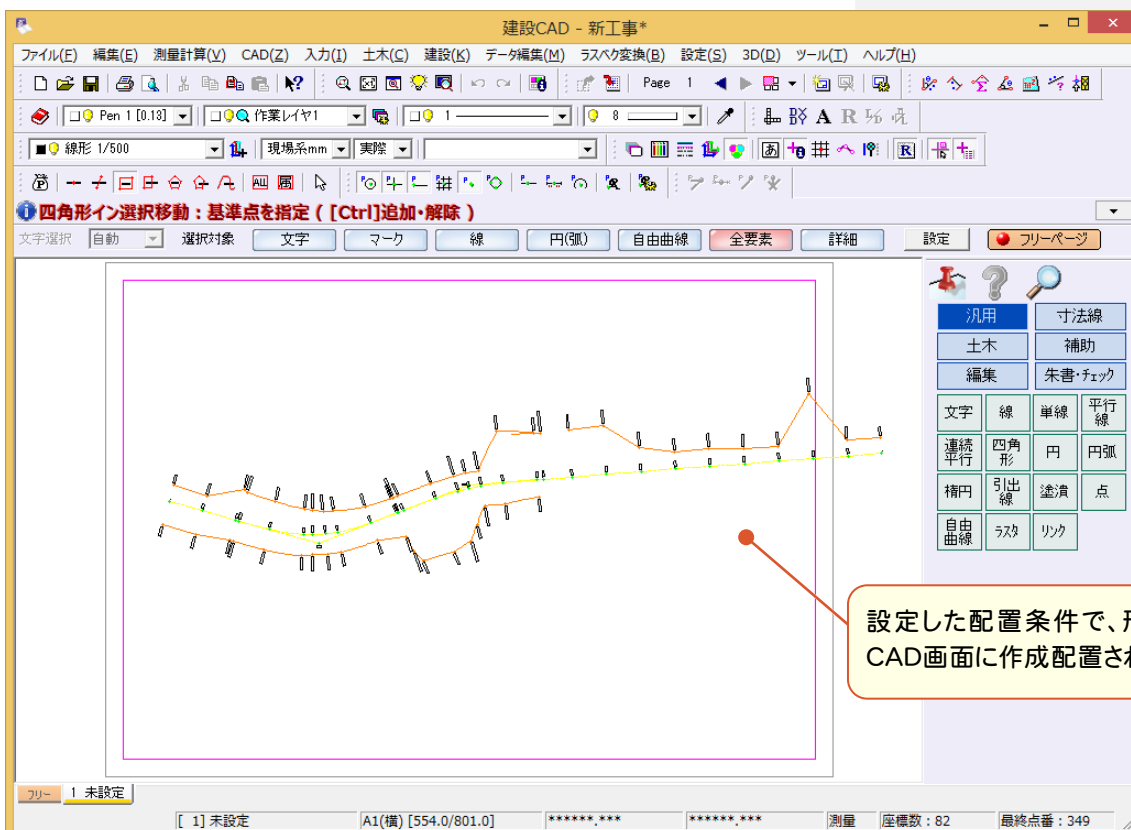 建設CAD - 新工事*
ファイル(F) 編集(E) 測量計算(V) CAD(Z) 入力(I) 土木(C) 建設(K) データ編集(M) ラスベク変換(B) 設定(S) 3D(D) ツール(T) ヘルプ(H)
Page 1
Pen 1 [0.13] 作業レイヤ1 1 8
線形 1/500 現場系mm 実際
四角形イン選択移動：基準点を指定 ( [Ctrl]追加・解除 )
文字選択 自動 選択対象 文字 マーク 線 円(弧) 自由曲線 全要素 詳細 設定 フリーページ
汎用 寸法線
土木 補助
編集 朱書・チェック
文字 線 単線 平行線
連続平行 四角形 円 円弧
楕円 引出線 塗潰 点
自由曲線 ラスタ リンク
設定した配置条件で、
CAD画面に作成配置さ
フリー 1 未設定
[ 1] 未設定 A1(横) [554.0/801.0] ******.*** ******.*** 測量 座標数：82 最終点番：349